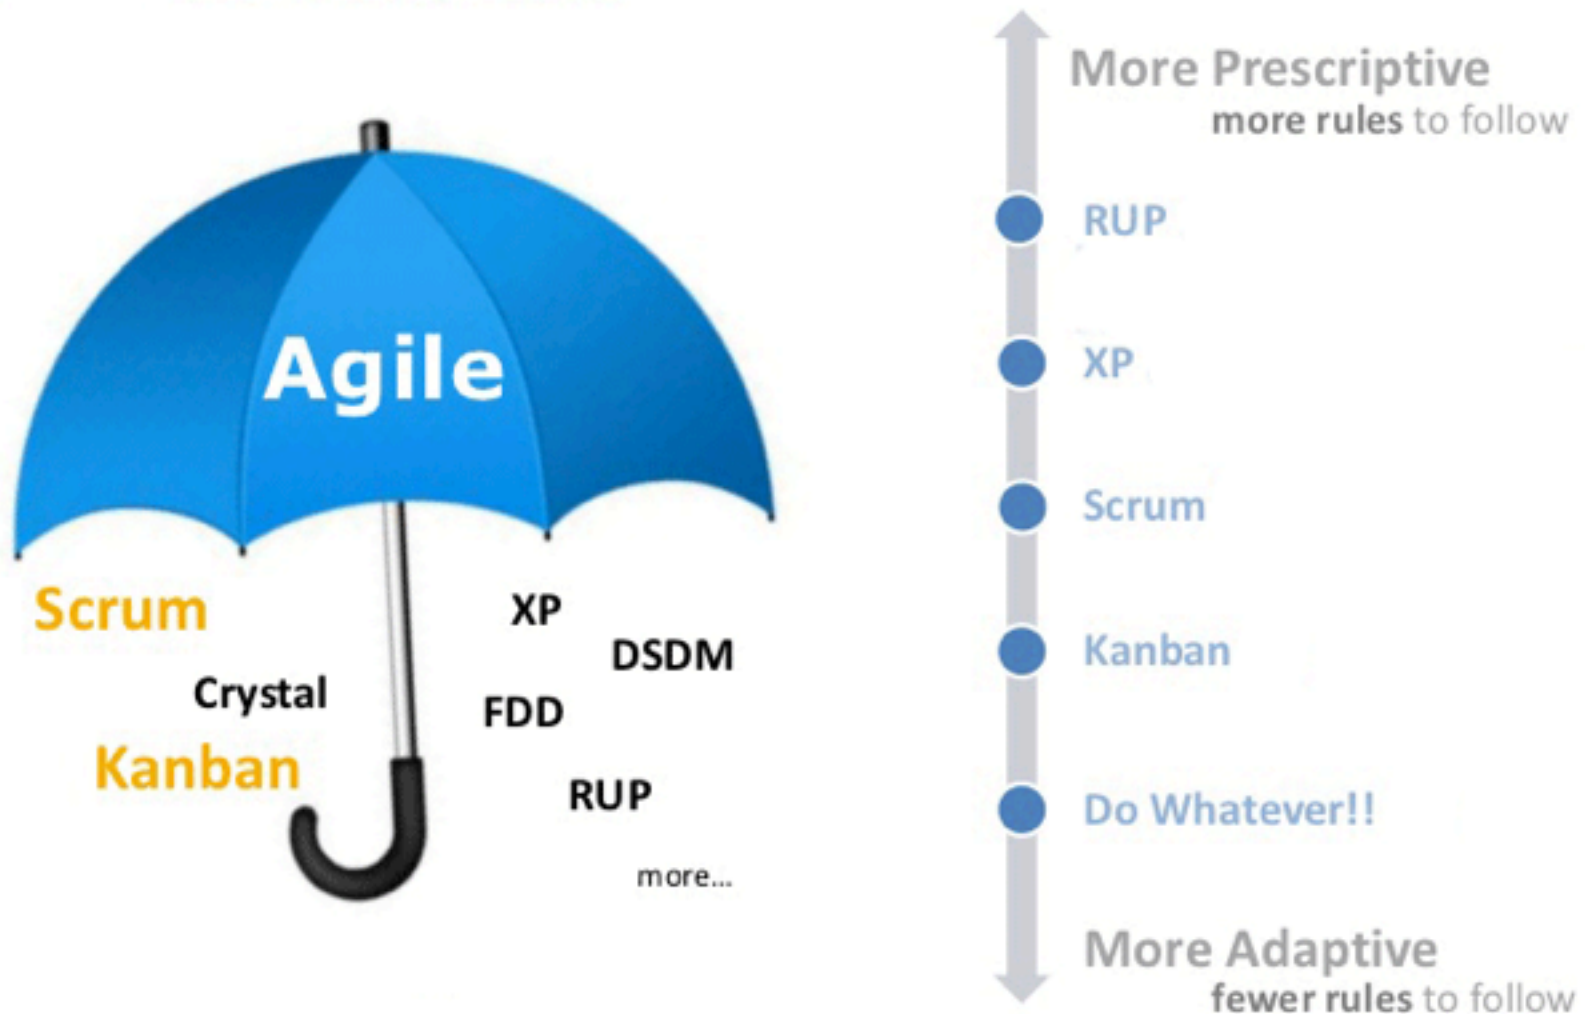 Agile
Scrum
XP
DSDM
Crystal
FDD
Kanban
RUP
more...
More Prescriptive
more rules to follow
RUP
XP
Scrum
Kanban
Do Whatever!!
More Adaptive
fewer rules to follow